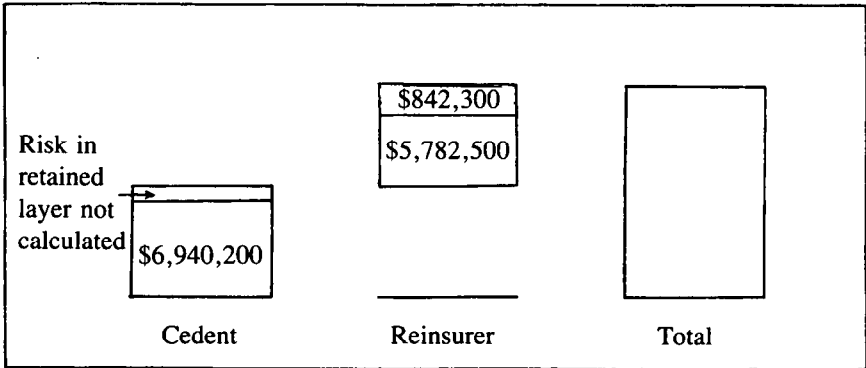 $842,300
$5,782,500
Risk in
retained
layer not
calculated
$6,940,200
Cedent
Reinsurer
Total